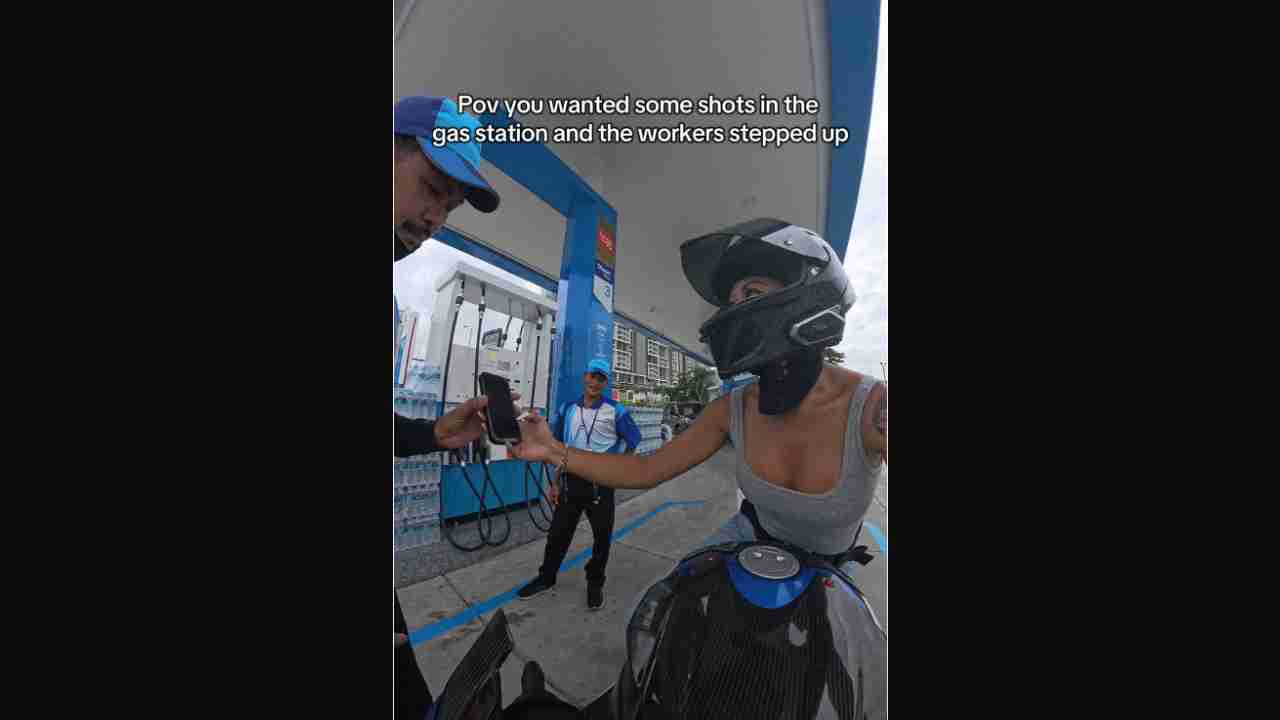 Pov you wanted some shots in the
gas station and the workers stepped up